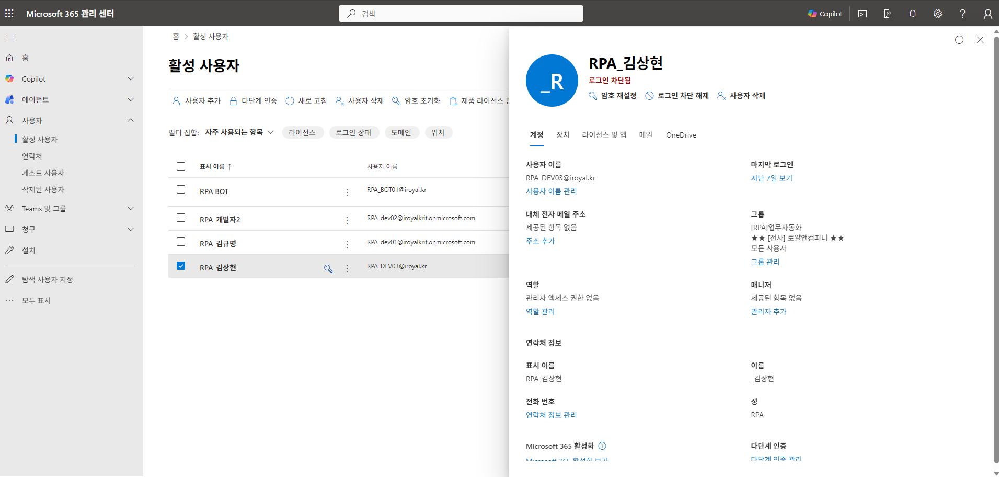 Microsoft 365 관리 센터
검색
Copilot
홈
Copilot
에이전트
사용자
활성 사용자
연락처
게스트 사용자
삭제된 사용자
Teams 및 그룹
청구
설치
탐색 사용자 지정
모두 표시
홈 > 활성 사용자
활성 사용자
사용자 추가 다단계 인증 새로 고침 사용자 삭제 암호 초기화 제품 라이선스
필터 집합: 자주 사용되는 항목 라이선스 로그인 상태 도메인 위치
표시 이름 ↑ 사용자 이름
RPA BOT RPA_BOT01@iroyal.kr
RPA_개발자2 RPA_dev02@iroyalkrit.onmicrosoft.com
RPA_김규명 RPA_dev01@iroyalkrit.onmicrosoft.com
RPA_김상현 RPA_DEV03@iroyal.kr
_R
RPA_김상현
로그인 차단됨
암호 재설정 로그인 차단 해제 사용자 삭제
계정 장치 라이선스 및 앱 메일 OneDrive
사용자 이름
RPA_DEV03@iroyal.kr
사용자 이름 관리
마지막 로그인
지난 7일 보기
대체 전자 메일 주소
제공된 항목 없음
주소 추가
그룹
[RPA]업무자동화
★★ [전사] 로얄앤컴퍼니 ★★
모든 사용자
그룹 관리
역할
관리자 액세스 권한 없음
역할 관리
매니저
제공된 항목 없음
관리자 추가
연락처 정보
표시 이름
RPA_김상현
이름
_김상현
전화 번호
연락처 정보 관리
성
RPA
Microsoft 365 활성화
Microsoft 365 활성화 보기
다단계 인증
다단계 인증 관리